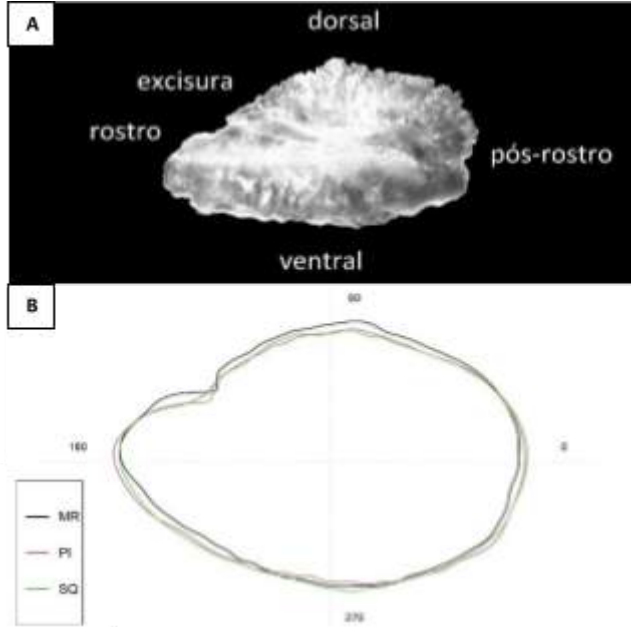 A
dorsal
excisura
rostro
pós-rostro
ventral
B
90
180
0
MR
PI
SQ
270